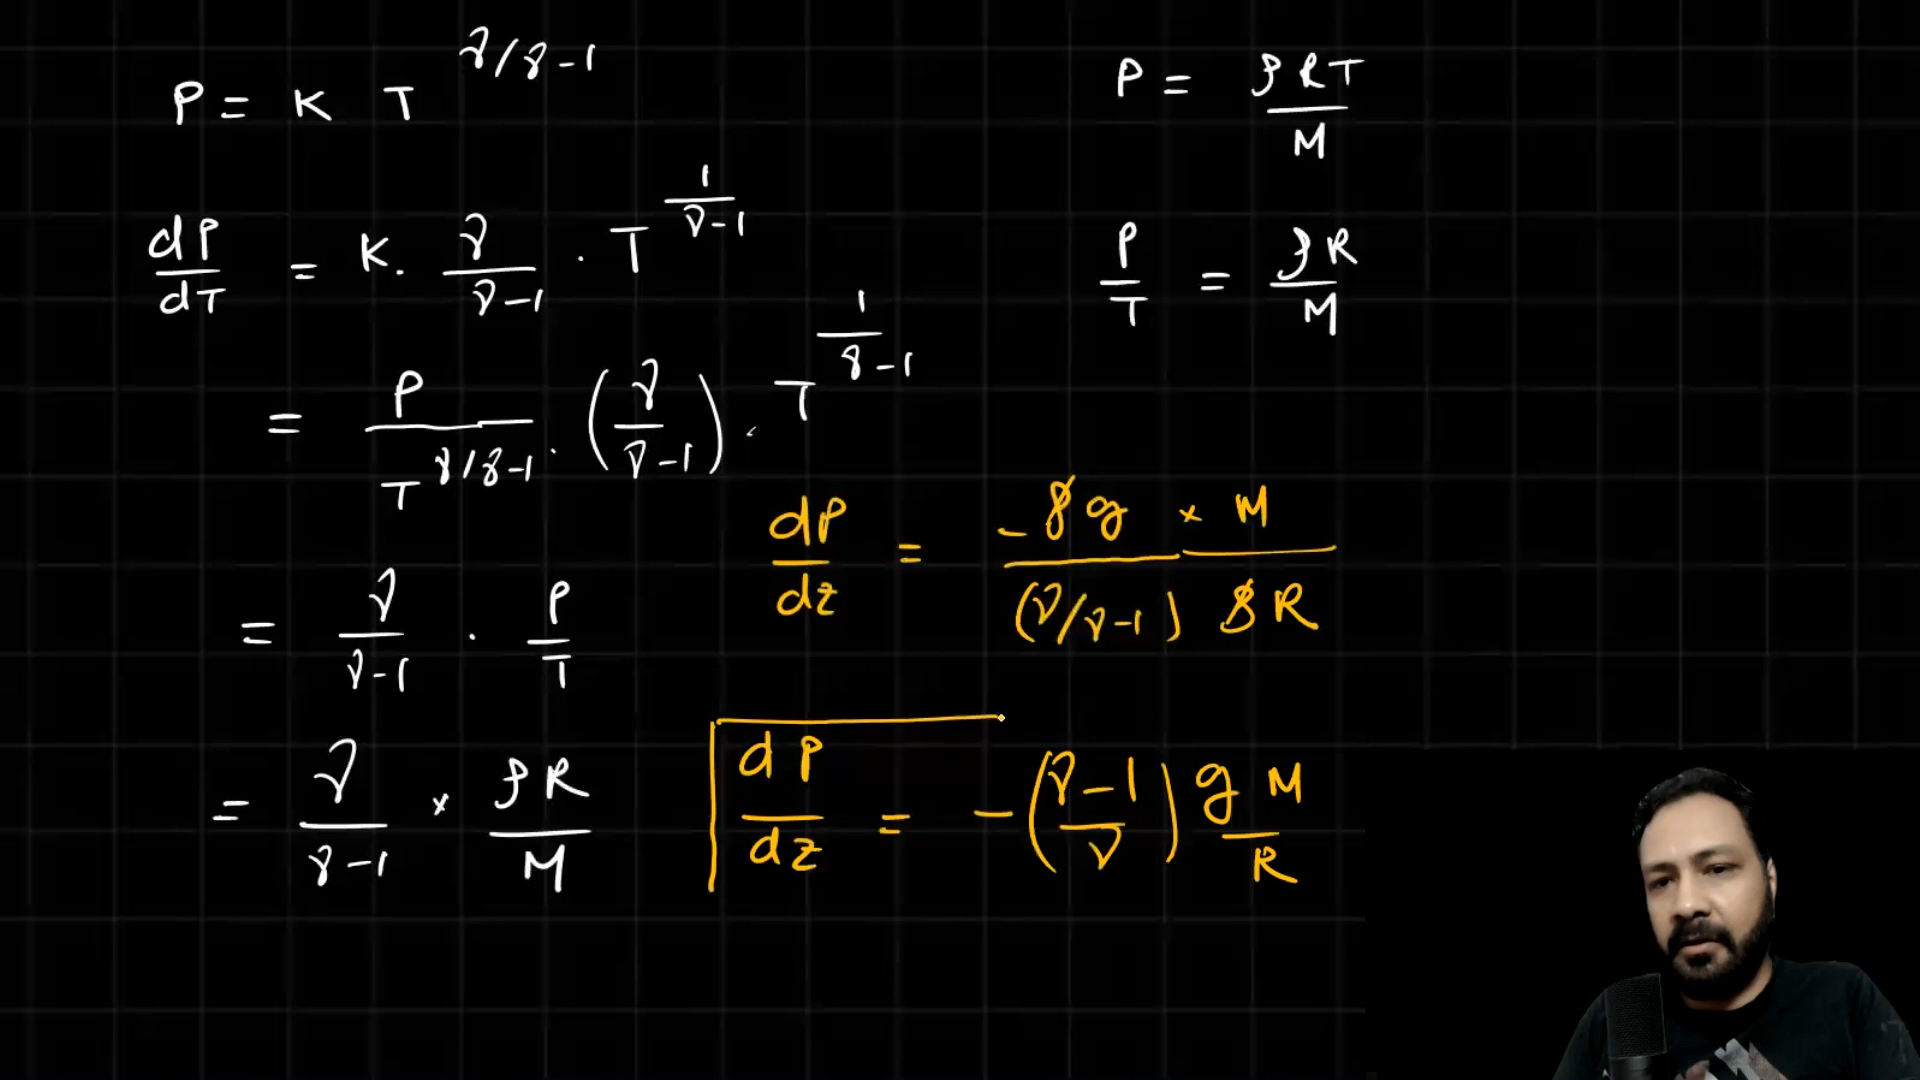 P = K T^(γ/γ-1)
dP/dT = K. γ/(γ-1) . T^(1/(γ-1))
= P/T^(γ/γ-1) . (γ/(γ-1)) . T^(1/(γ-1))
= γ/(γ-1) . P/T
= γ/(γ-1) × ρR/M
P = ρRT/M
P/T = ρR/M
dP/dz = -ρg/(γ/γ-1) × M/ρR
dP/dz = -((γ-1)/γ) gM/R